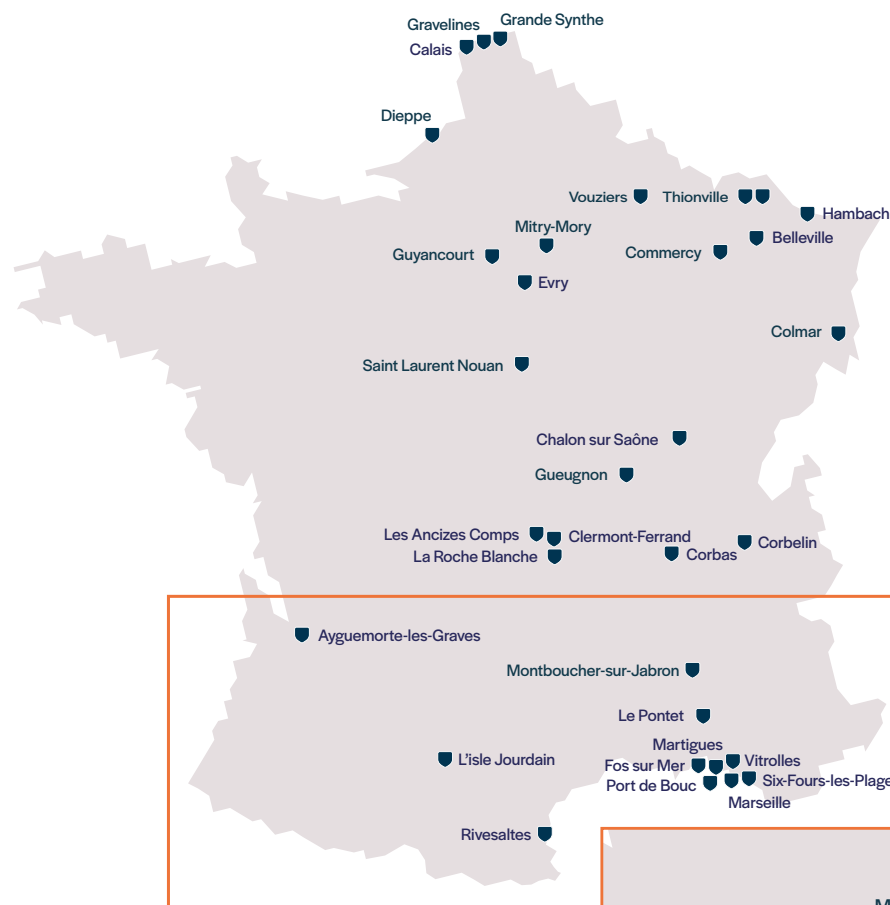 Grande Synthe
Gravelines
Calais
Dieppe
Vouziers
Thionville
Hambach
Mitry-Mory
Belleville
Guyancourt
Commercy
Evry
Colmar
Saint Laurent Nouan
Chalon sur Saône
Gueugnon
Les Ancizes Comps
Clermont-Ferrand
Corbelin
La Roche Blanche
Corbas
Ayguemorte-les-Graves
Montboucher-sur-Jabron
Le Pontet
Martigues
L'isle Jourdain
Vitrolles
Fos sur Mer
Six-Fours-les-Plage
Port de Bouc
Marseille
Rivesaltes